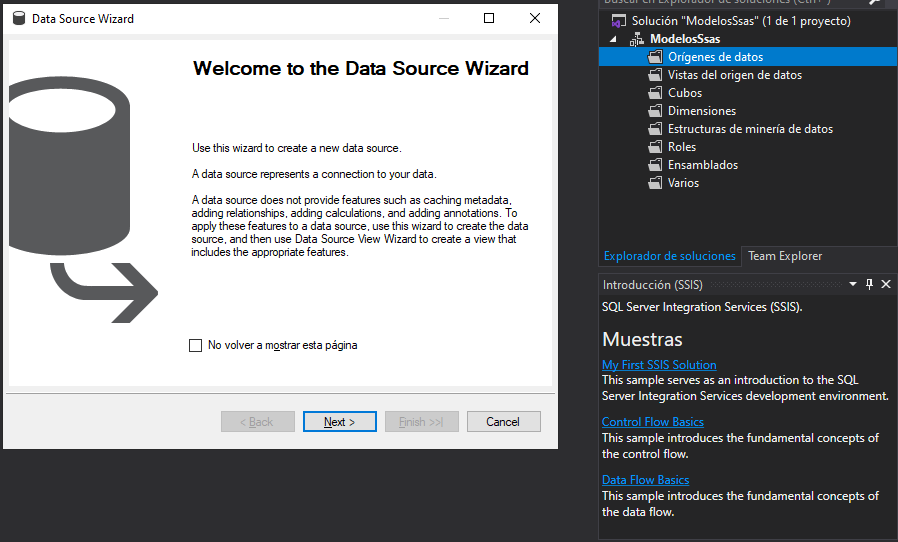 Data Source Wizard
Welcome to the Data Source Wizard
Use this wizard to create a new data source.
A data source represents a connection to your data.
A data source does not provide features such as caching metadata,
adding relationships, adding calculations, and adding annotations. To
apply these features to a data source, use this wizard to create the data
source, and then use Data Source View Wizard to create a view that
includes the appropriate features.
No volver a mostrar esta página
< Back
Next >
Finish >>|
Cancel
Buscar en Explorador de soluciones (Ctrl+')
Solución "ModelosSsas" (1 de 1 proyecto)
ModelosSsas
Orígenes de datos
Vistas del origen de datos
Cubos
Dimensiones
Estructuras de minería de datos
Roles
Ensamblados
Varios
Explorador de soluciones
Team Explorer
Introducción (SSIS)
SQL Server Integration Services (SSIS).
Muestras
My First SSIS Solution
This sample serves as an introduction to the SQL
Server Integration Services development environment.
Control Flow Basics
This sample introduces the fundamental concepts of
the control flow.
Data Flow Basics
This sample introduces the fundamental concepts of
the data flow.